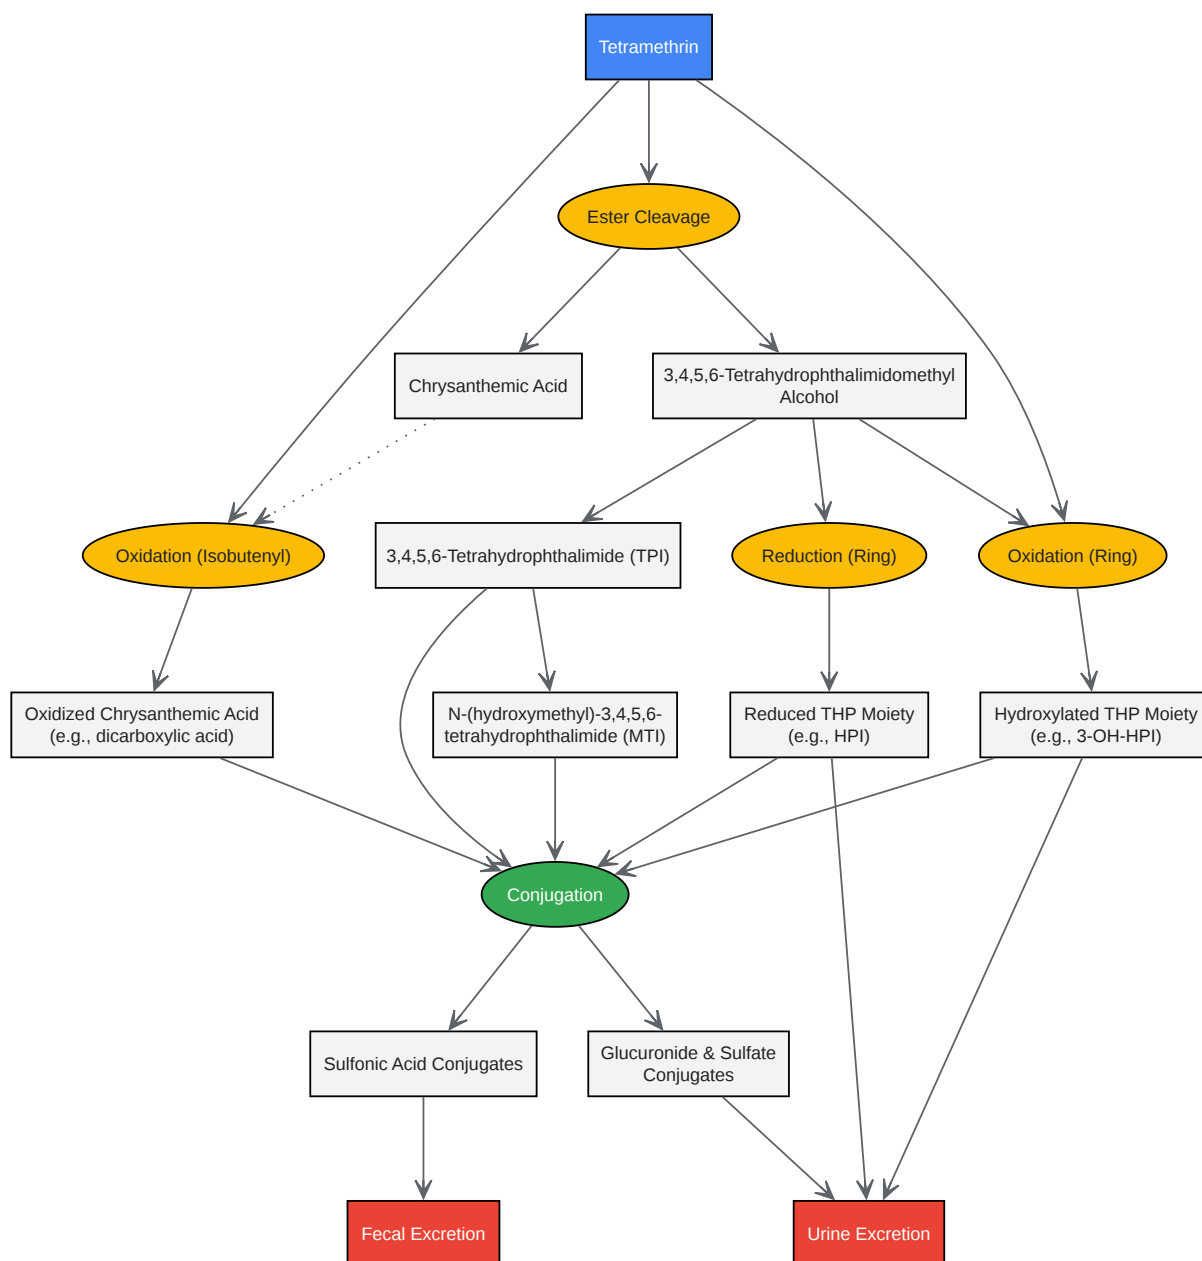 Tetramethrin
Ester Cleavage
Chrysanthemic Acid
3,4,5,6-Tetrahydrophthalimidomethyl
Alcohol
Oxidation (Isobutenyl)
3,4,5,6-Tetrahydrophthalimide (TPI)
Reduction (Ring)
Oxidation (Ring)
Oxidized Chrysanthemic Acid
(e.g., dicarboxylic acid)
N-(hydroxymethyl)-3,4,5,6-
tetrahydrophthalimide (MTI)
Reduced THP Moiety
(e.g., HPI)
Hydroxylated THP Moiety
(e.g., 3-OH-HPI)
Conjugation
Sulfonic Acid Conjugates
Glucuronide & Sulfate
Conjugates
Fecal Excretion
Urine Excretion